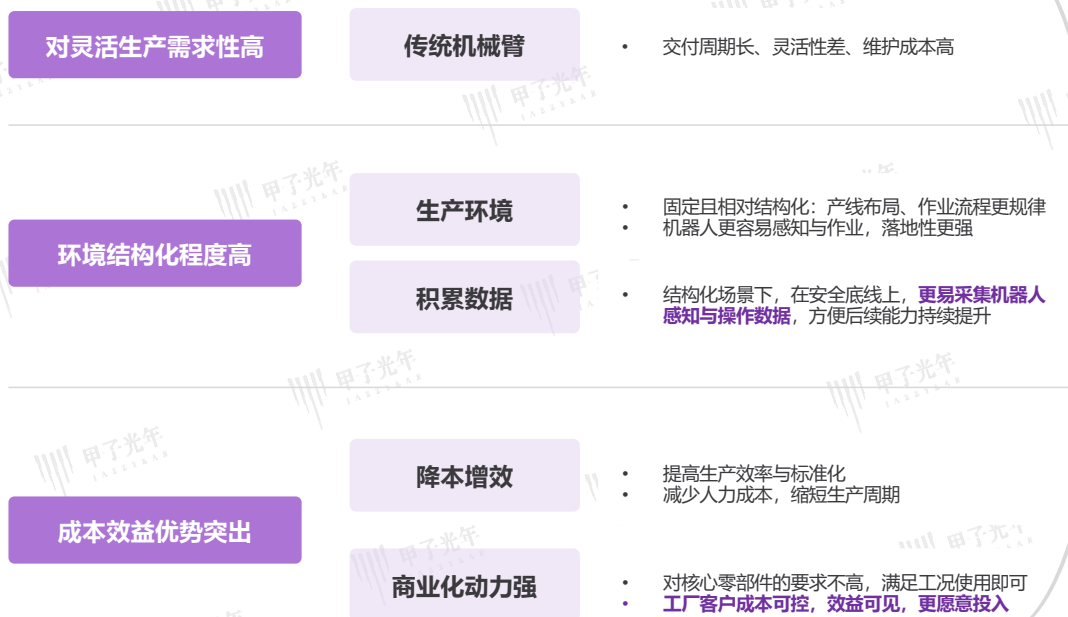 对灵活生产需求性高
传统机械臂
• 交付周期长、灵活性差、维护成本高
环境结构化程度高
生产环境
• 固定且相对结构化：产线布局、作业流程更规律
• 机器人更容易感知与作业，落地性更强
积累数据
• 结构化场景下，在安全底线上，更易采集机器人
感知与操作数据，方便后续能力持续提升
成本效益优势突出
降本增效
• 提高生产效率与标准化
• 减少人力成本，缩短生产周期
商业化动力强
• 对核心零部件的要求不高，满足工况使用即可
• 工厂客户成本可控，效益可见，更愿意投入
甲子光年
JAZZYEAR